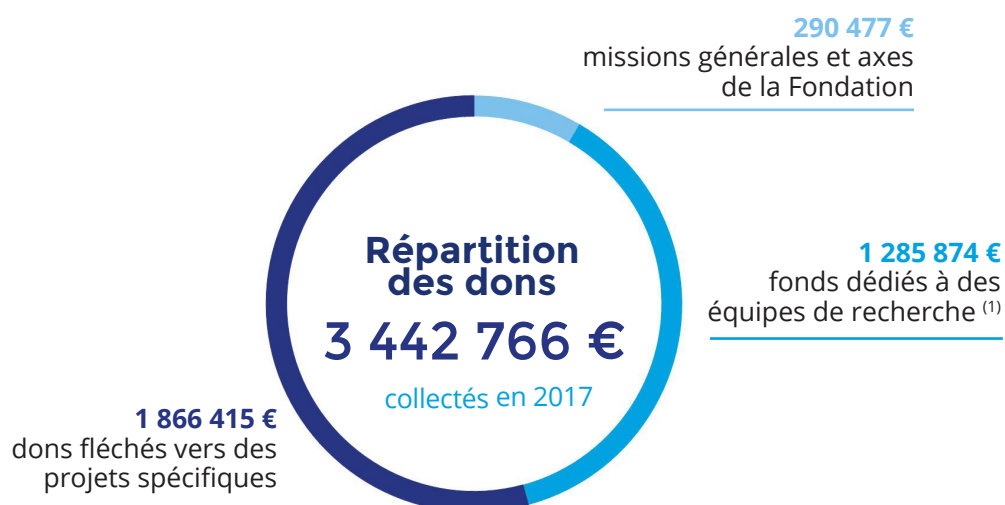 290 477 €
missions générales et axes
de la Fondation
Répartition
des dons
3 442 766 €
collectés en 2017
1 285 874 €
fonds dédiés à des
équipes de recherche (1)
1 866 415 €
dons fléchés vers des
projets spécifiques